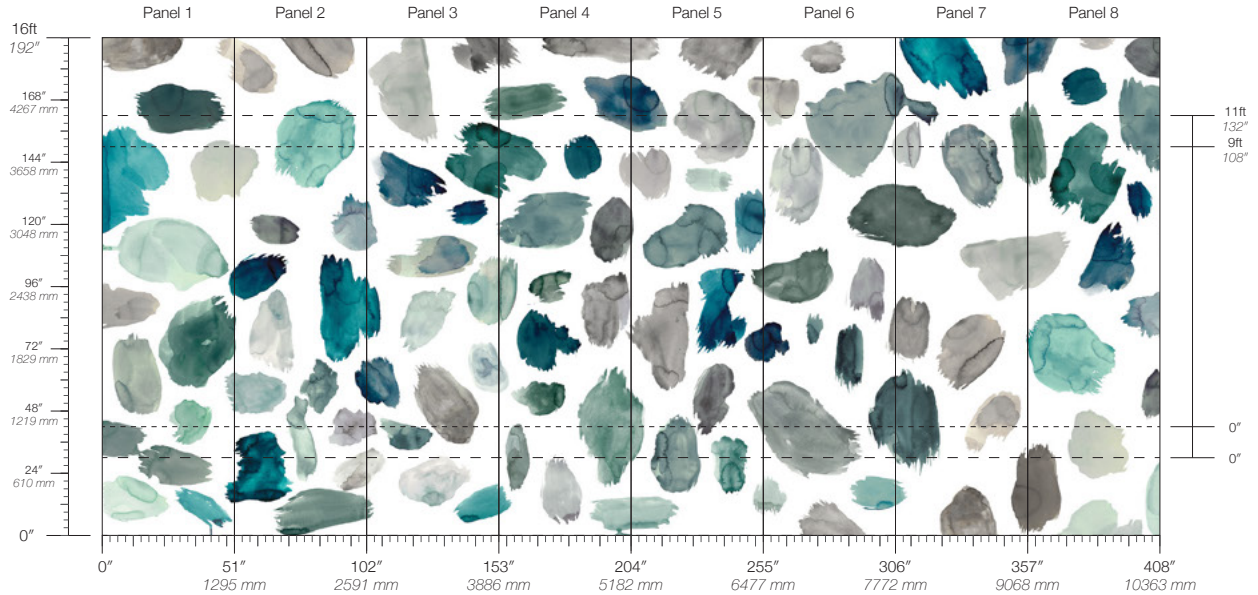 Panel 1 Panel 2 Panel 3 Panel 4 Panel 5 Panel 6 Panel 7 Panel 8
16ft
192"
168"
4267 mm
144"
3658 mm
120"
3048 mm
96"
2438 mm
72"
1829 mm
48"
1219 mm
24"
610 mm
0"
11ft
132"
9ft
108"
0"
0"
0" 51" 102" 153" 204" 255" 306" 357" 408"
1295 mm 2591 mm 3886 mm 5182 mm 6477 mm 7772 mm 9068 mm 10363 mm